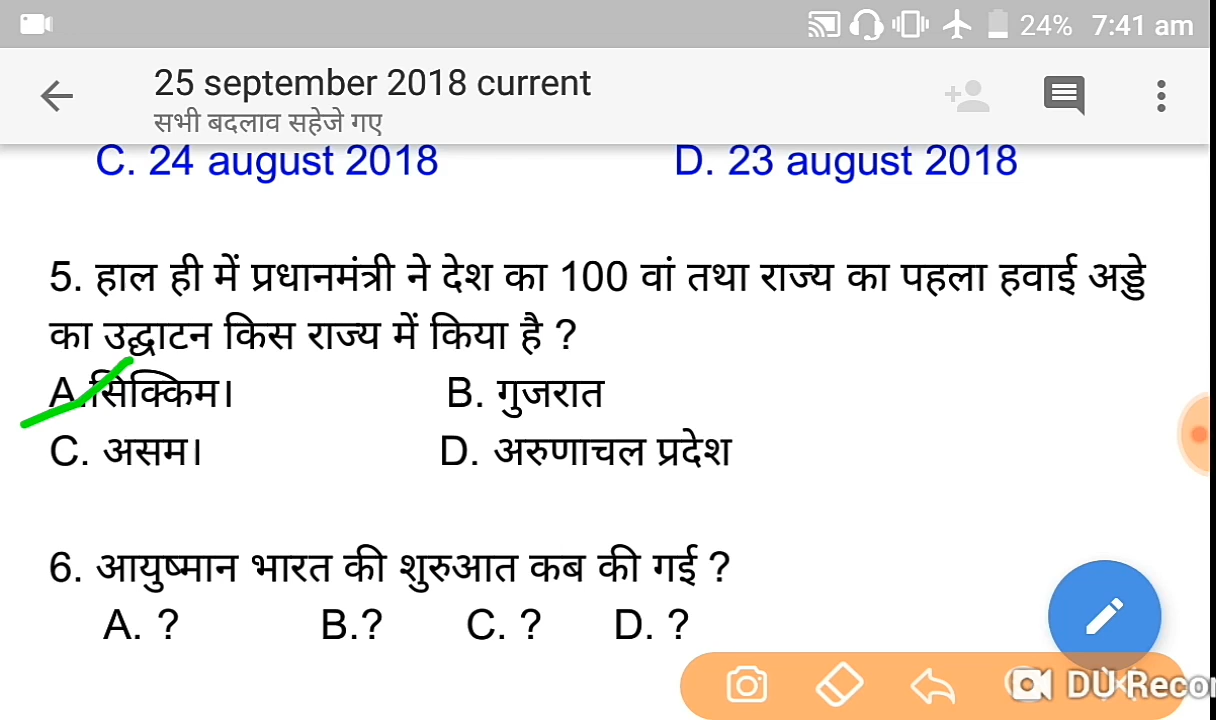 24% 7:41 am
25 september 2018 current
सभी बदलाव सहेजे गए
C. 24 august 2018 D. 23 august 2018
5. हाल ही में प्रधानमंत्री ने देश का 100 वां तथा राज्य का पहला हवाई अड्डे
का उद्घाटन किस राज्य में किया है ?
A.सिक्किम। B. गुजरात
C. असम। D. अरुणाचल प्रदेश
6. आयुष्मान भारत की शुरुआत कब की गई ?
A. ? B.? C. ? D. ?
DU Recor